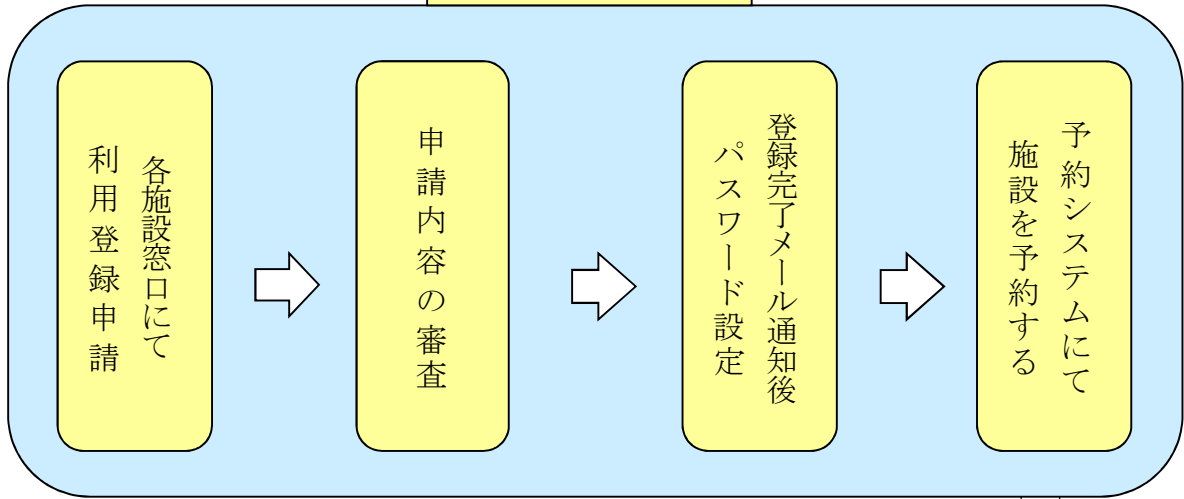 各施設窓口にて
利用登録申請
申請内容の審査
登録完了メール通知後
パスワード設定
予約システムにて
施設を予約する